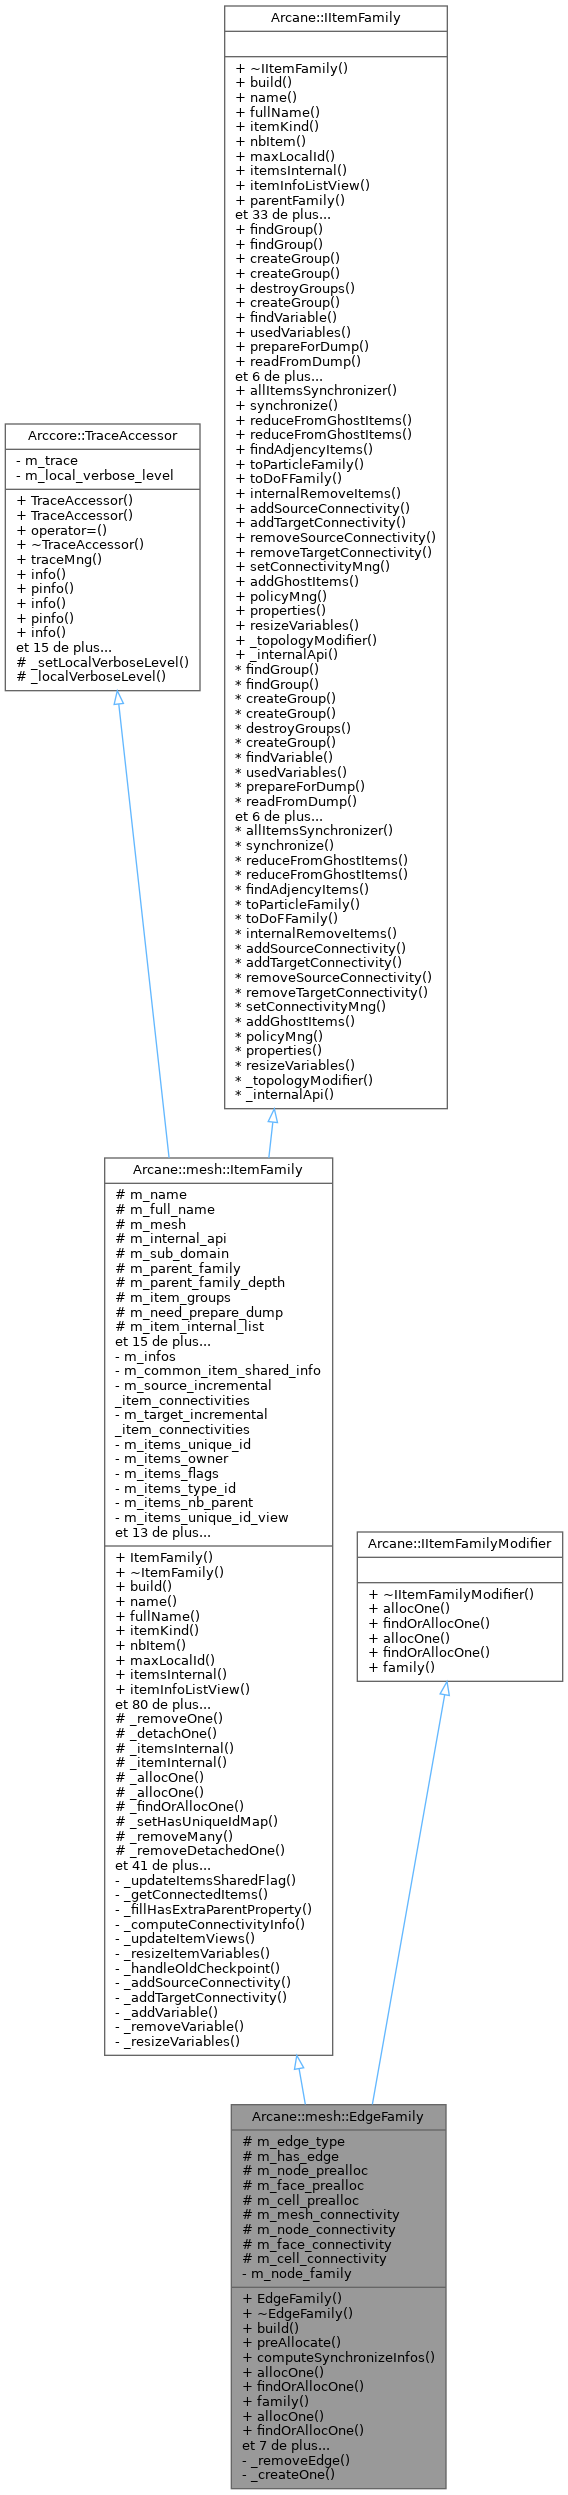 Arcane::IItemFamily
+ ~IItemFamily()
+ build()
+ name()
+ fullName()
+ itemKind()
+ nbItem()
+ maxLocalId()
+ itemsInternal()
+ itemInfoListView()
+ parentFamily()
et 33 de plus...
+ findGroup()
+ findGroup()
+ createGroup()
+ createGroup()
+ destroyGroups()
+ createGroup()
+ findVariable()
+ usedVariables()
+ prepareForDump()
+ readFromDump()
et 6 de plus...
+ allItemsSynchronizer()
+ synchronize()
+ reduceFromGhostItems()
+ reduceFromGhostItems()
+ findAdjencyItems()
+ toParticleFamily()
+ toDoFFamily()
+ internalRemoveItems()
+ addSourceConnectivity()
+ addTargetConnectivity()
+ removeSourceConnectivity()
+ removeTargetConnectivity()
+ setConnectivityMng()
+ addGhostItems()
+ policyMng()
+ properties()
+ resizeVariables()
+ _topologyModifier()
+ _internalApi()
* findGroup()
* findGroup()
* createGroup()
* createGroup()
* destroyGroups()
* createGroup()
* findVariable()
* usedVariables()
* prepareForDump()
* readFromDump()
et 6 de plus...
* allItemsSynchronizer()
* synchronize()
* reduceFromGhostItems()
* reduceFromGhostItems()
* findAdjencyItems()
* toParticleFamily()
* toDoFFamily()
* internalRemoveItems()
* addSourceConnectivity()
* addTargetConnectivity()
* removeSourceConnectivity()
* removeTargetConnectivity()
* setConnectivityMng()
* addGhostItems()
* policyMng()
* properties()
* resizeVariables()
* _topologyModifier()
* _internalApi()
Arccore::TraceAccessor
- m_trace
- m_local_verbose_level
+ TraceAccessor()
+ TraceAccessor()
+ operator=()
+ ~TraceAccessor()
+ traceMng()
+ info()
+ pinfo()
+ info()
+ pinfo()
+ info()
et 15 de plus...
# _setLocalVerboseLevel()
# _localVerboseLevel()
Arcane::mesh::ItemFamily
# m_name
# m_full_name
# m_mesh
# m_internal_api
# m_sub_domain
# m_parent_family
# m_parent_family_depth
# m_item_groups
# m_need_prepare_dump
# m_item_internal_list
et 15 de plus...
- m_infos
- m_common_item_shared_info
- m_source_incremental
_item_connectivities
- m_target_incremental
_item_connectivities
- m_items_unique_id
- m_items_owner
- m_items_flags
- m_items_type_id
- m_items_nb_parent
- m_items_unique_id_view
et 13 de plus...
+ ItemFamily()
+ ~ItemFamily()
+ build()
+ name()
+ fullName()
+ itemKind()
+ nbItem()
+ maxLocalId()
+ itemsInternal()
+ itemInfoListView()
et 80 de plus...
# _removeOne()
# _detachOne()
# _itemsInternal()
# _itemInternal()
# _allocOne()
# _allocOne()
# _findOrAllocOne()
# _setHasUniqueIdMap()
# _removeMany()
# _removeDetachedOne()
et 41 de plus...
- _updateItemsSharedFlag()
- _getConnectedItems()
- _fillHasExtraParentProperty()
- _computeConnectivityInfo()
- _updateItemViews()
- _resizeItemVariables()
- _handleOldCheckpoint()
- _addSourceConnectivity()
- _addTargetConnectivity()
- _addVariable()
- _removeVariable()
- _resizeVariables()
Arcane::IItemFamilyModifier
+ ~IItemFamilyModifier()
+ allocOne()
+ findOrAllocOne()
+ allocOne()
+ findOrAllocOne()
+ family()
Arcane::mesh::EdgeFamily
# m_edge_type
# m_has_edge
# m_node_prealloc
# m_face_prealloc
# m_cell_prealloc
# m_mesh_connectivity
# m_node_connectivity
# m_face_connectivity
# m_cell_connectivity
- m_node_family
+ EdgeFamily()
+ ~EdgeFamily()
+ build()
+ preAllocate()
+ computeSynchronizeInfos()
+ allocOne()
+ findOrAllocOne()
+ family()
+ allocOne()
+ findOrAllocOne()
et 7 de plus...
- _removeEdge()
- _createOne()